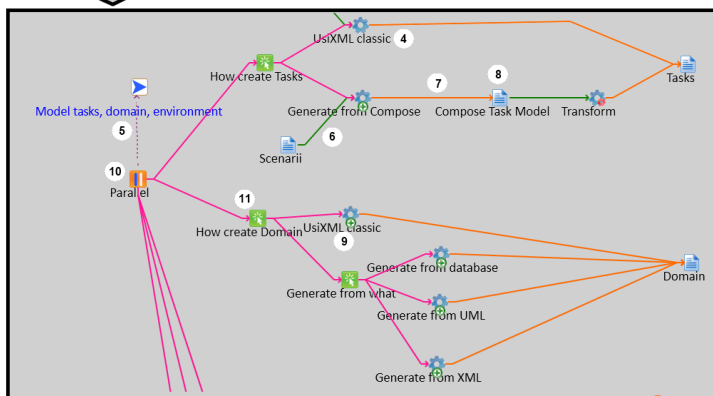 UsiXML classic 4
How create Tasks
Tasks
7
8
Generate from Compose
Compose Task Model
Transform
Model tasks, domain, environment
5
6
Scenarii
10
Parallel
11
How create Domain
UsiXML classic
9
Generate from database
Generate from what
Domain
Generate from UML
Generate from XML